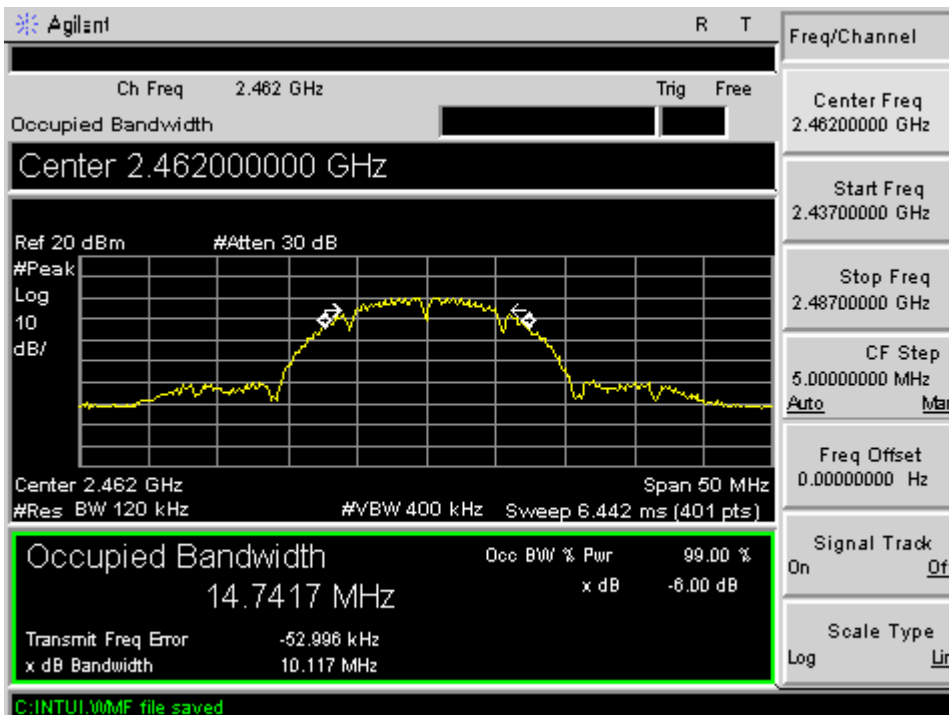 Agilent R T
Ch Freq 2.462 GHz Trig Free
Occupied Bandwidth
Center 2.462000000 GHz
Ref 20 dBm #Atten 30 dB
#Peak
Log
10
dB/
Center 2.462 GHz Span 50 MHz
#Res BW 120 kHz #VBW 400 kHz Sweep 6.442 ms (401 pts)
Occupied Bandwidth Occ BW % Pwr 99.00 %
14.7417 MHz x dB -6.00 dB
Transmit Freq Error -52.996 kHz
x dB Bandwidth 10.117 MHz
C:INTUI.WMF file saved
Freq/Channel
Center Freq
2.46200000 GHz
Start Freq
2.43700000 GHz
Stop Freq
2.48700000 GHz
CF Step
5.00000000 MHz
Auto Mar
Freq Offset
0.00000000 Hz
Signal Track
On Of
Scale Type
Log Lir